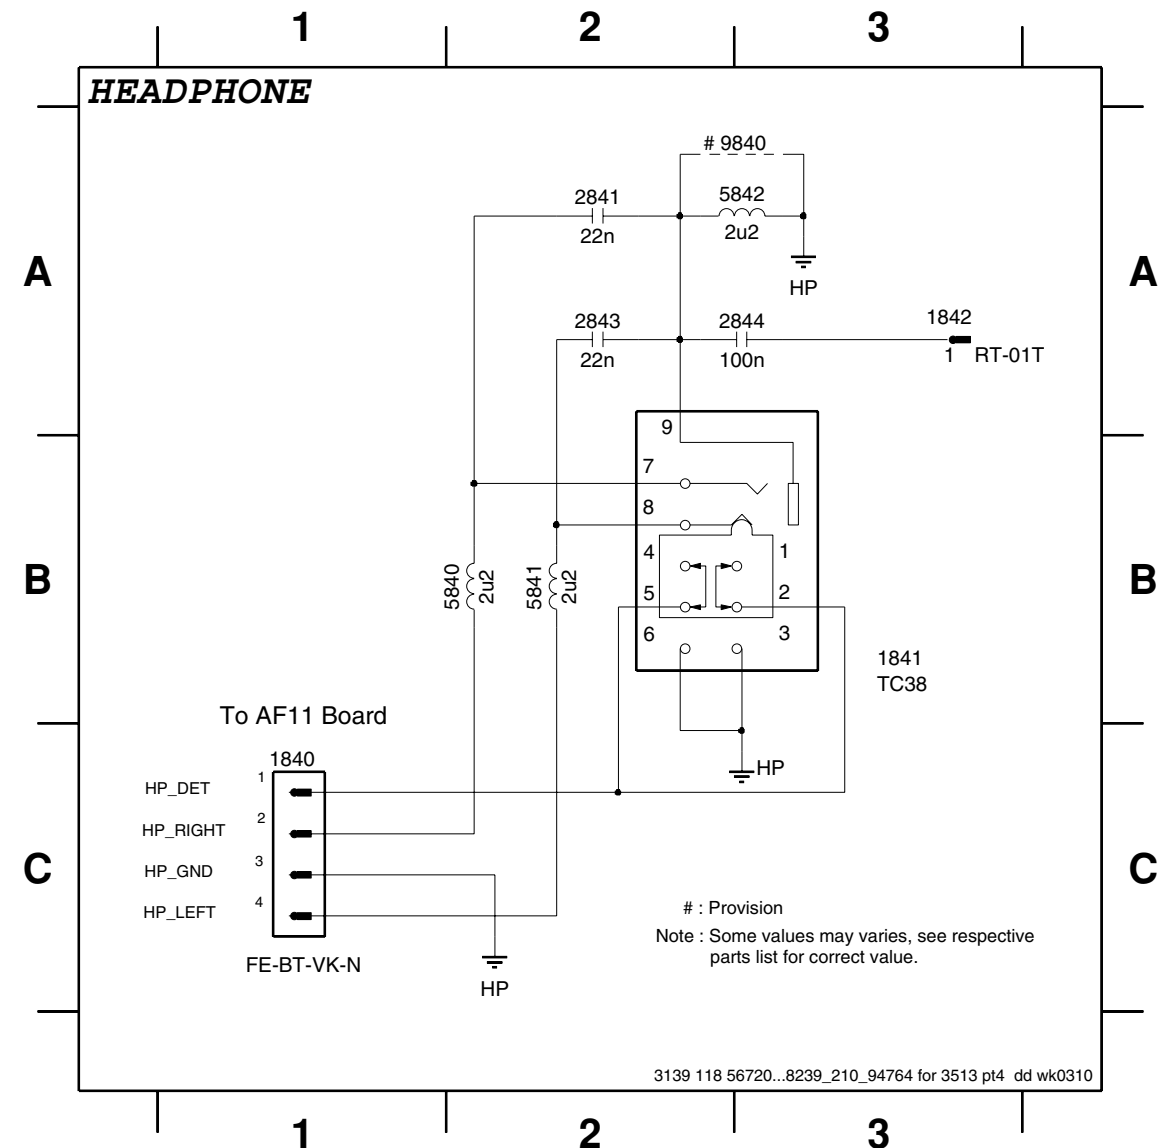 1 2 3
HEADPHONE
# 9840
2841
5842
22n
2u2
A
A
HP
2843
2844
1842
22n
100n
1 RT-01T
9
7
8
4
1
B
5840
2u2
5841
2u2
B
5
2
6
3
1841
TC38
To AF11 Board
1840
HP
HP_DET 1
HP_RIGHT 2
C
HP_GND 3
C
HP_LEFT 4
# : Provision
Note : Some values may varies, see respective
parts list for correct value.
FE-BT-VK-N
HP
3139 118 56720...8239_210_94764 for 3513 pt4 dd wk0310
1 2 3